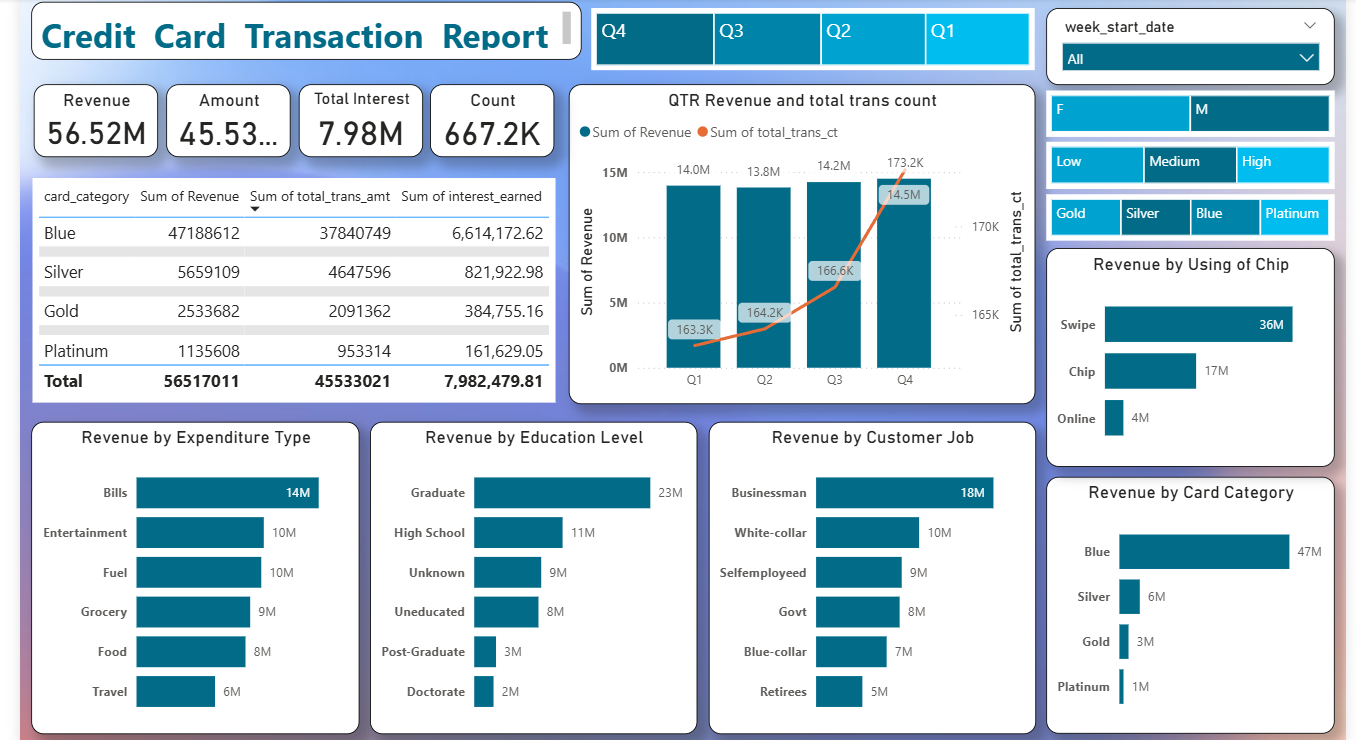 Credit Card Transaction Report
Q4 Q3 Q2 Q1
week_start_date
All
F M
Low Medium High
Gold Silver Blue Platinum
Revenue
56.52M
Amount
45.53...
Total Interest
7.98M
Count
667.2K
card_category Sum of Revenue Sum of total_trans_amt Sum of interest_earned
Blue 47188612 37840749 6,614,172.62
Silver 5659109 4647596 821,922.98
Gold 2533682 2091362 384,755.16
Platinum 1135608 953314 161,629.05
Total 56517011 45533021 7,982,479.81
QTR Revenue and total trans count
Sum of Revenue Sum of total_trans_ct
Sum of Revenue
15M
10M
5M
0M
14.0M 13.8M 14.2M 173.2K
14.5M
166.6K
164.2K
163.3K
170K
165K
Sum of total_trans_ct
Q1 Q2 Q3 Q4
Revenue by Using of Chip
Swipe 36M
Chip 17M
Online 4M
Revenue by Expenditure Type
Bills 14M
Entertainment 10M
Fuel 10M
Grocery 9M
Food 8M
Travel 6M
Revenue by Education Level
Graduate 23M
High School 11M
Unknown 9M
Uneducated 8M
Post-Graduate 3M
Doctorate 2M
Revenue by Customer Job
Businessman 18M
White-collar 10M
Selfemployeed 9M
Govt 8M
Blue-collar 7M
Retirees 5M
Revenue by Card Category
Blue 47M
Silver 6M
Gold 3M
Platinum 1M